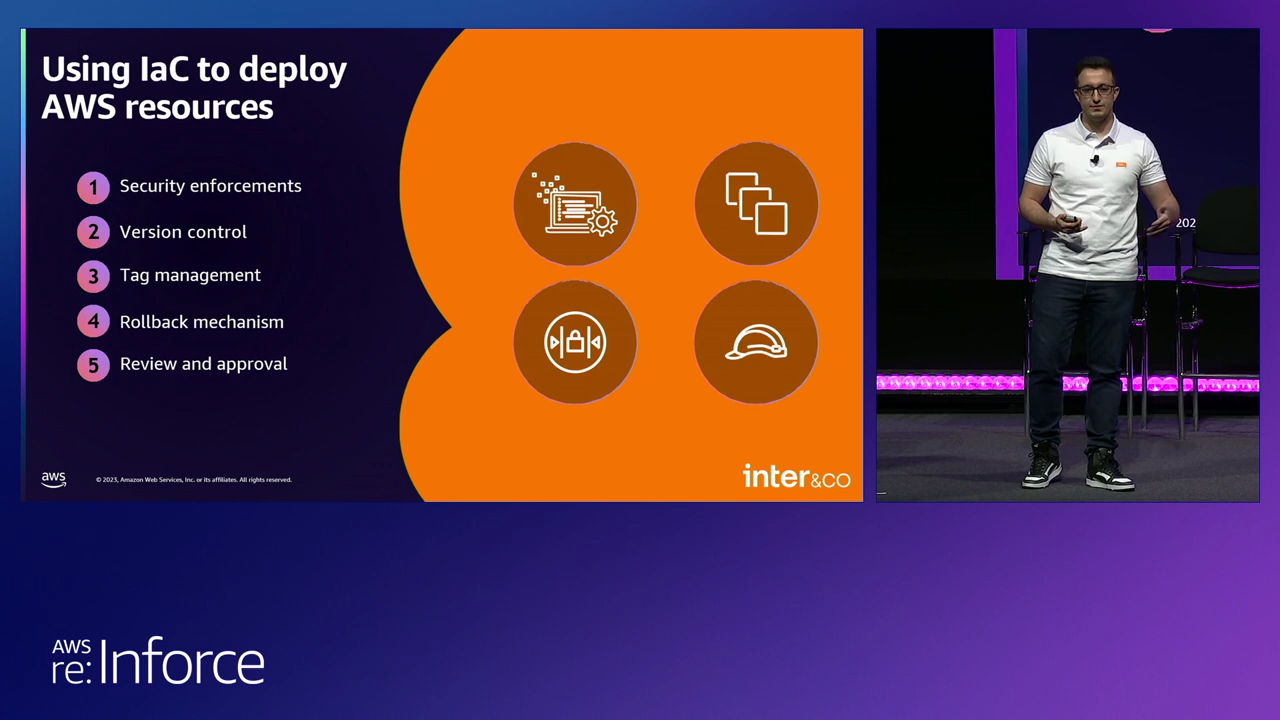 Using IaC to deploy
AWS resources
1 Security enforcements
2 Version control
3 Tag management
4 Rollback mechanism
5 Review and approval
aws
© 2023, Amazon Web Services, Inc. or its affiliates. All rights reserved.
inter&CO
202
AWS
re:Inforce